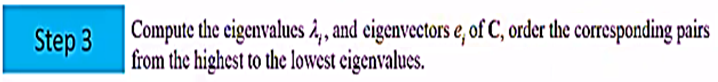 Step 3
Compute the eigenvalues λᵢ, and eigenvectors eᵢ of C, order the corresponding pairs
from the highest to the lowest eigenvalues.